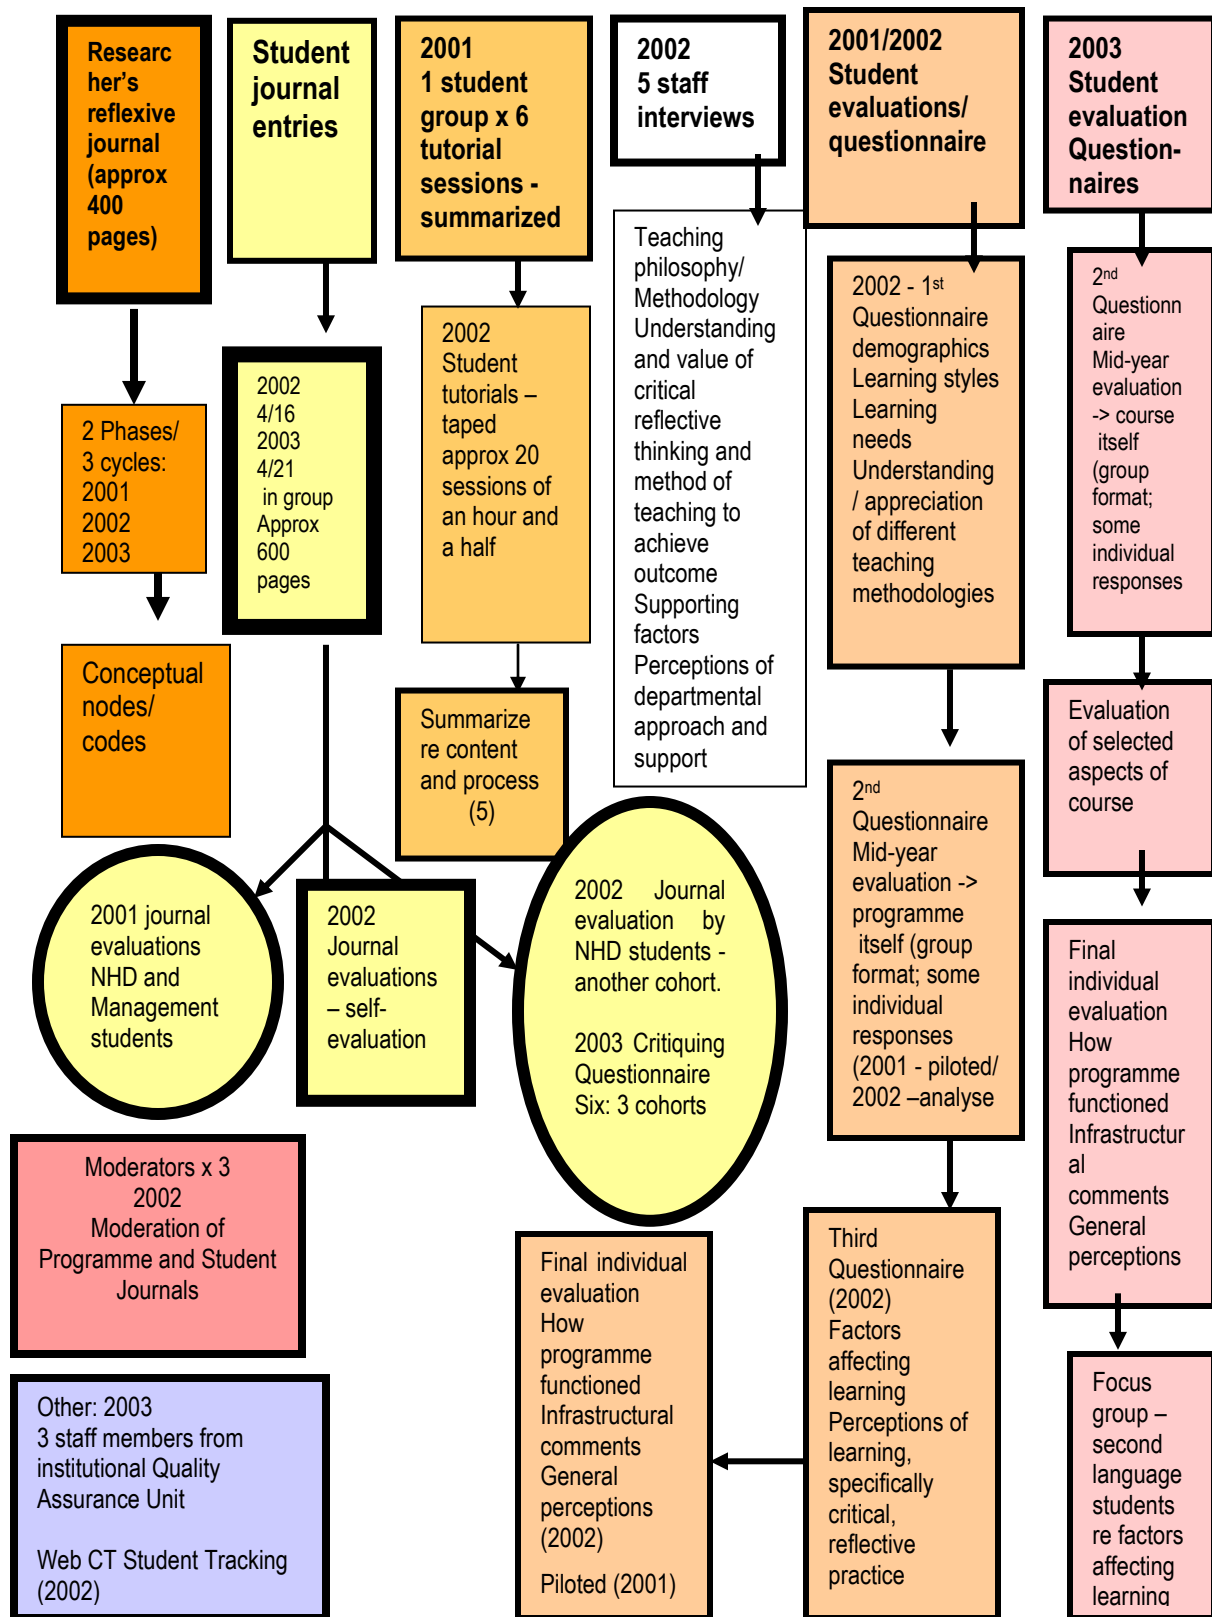 Researc
her's
reflexive
journal
(approx
400
pages)
Student
journal
entries
2001
1 student
group x 6
tutorial
sessions -
summarized
2002
5 staff
interviews
2001/2002
Student
evaluations/
questionnaire
2003
Student
evaluation
Question-
naires
2 Phases/
3 cycles:
2001
2002
2003
2002
4/16
2003
4/21
in group
Approx
600
pages
2002
Student
tutorials –
taped
approx 20
sessions of
an hour and
a half
Teaching
philosophy/
Methodology
Understanding
and value of
critical
reflective
thinking and
method of
teaching to
achieve
outcome
Supporting
factors
Perceptions of
departmental
approach and
support
2002 - 1st
Questionnaire
demographics
Learning styles
Learning
needs
Understanding
/ appreciation
of different
teaching
methodologies
2nd
Questionn
aire
Mid-year
evaluation
-> course
itself
(group
format;
some
individual
responses
Conceptual
nodes/
codes
Summarize
re content
and process
(5)
2nd
Questionnaire
Mid-year
evaluation ->
programme
itself (group
format; some
individual
responses
(2001 - piloted/
2002 –analyse
Evaluation
of selected
aspects of
course
2001 journal
evaluations
NHD and
Management
students
2002
Journal
evaluations
– self-
evaluation
2002 Journal
evaluation by
NHD students -
another cohort.
2003 Critiquing
Questionnaire
Six: 3 cohorts
Final
individual
evaluation
How
programme
functioned
Infrastructur
al
comments
General
perceptions
Moderators x 3
2002
Moderation of
Programme and Student
Journals
Final individual
evaluation
How
programme
functioned
Infrastructural
comments
General
perceptions
(2002)
Piloted (2001)
Third
Questionnaire
(2002)
Factors
affecting
learning
Perceptions of
learning,
specifically
critical,
reflective
practice
Focus
group –
second
language
students
re factors
affecting
learning
Other: 2003
3 staff members from
institutional Quality
Assurance Unit
Web CT Student Tracking
(2002)